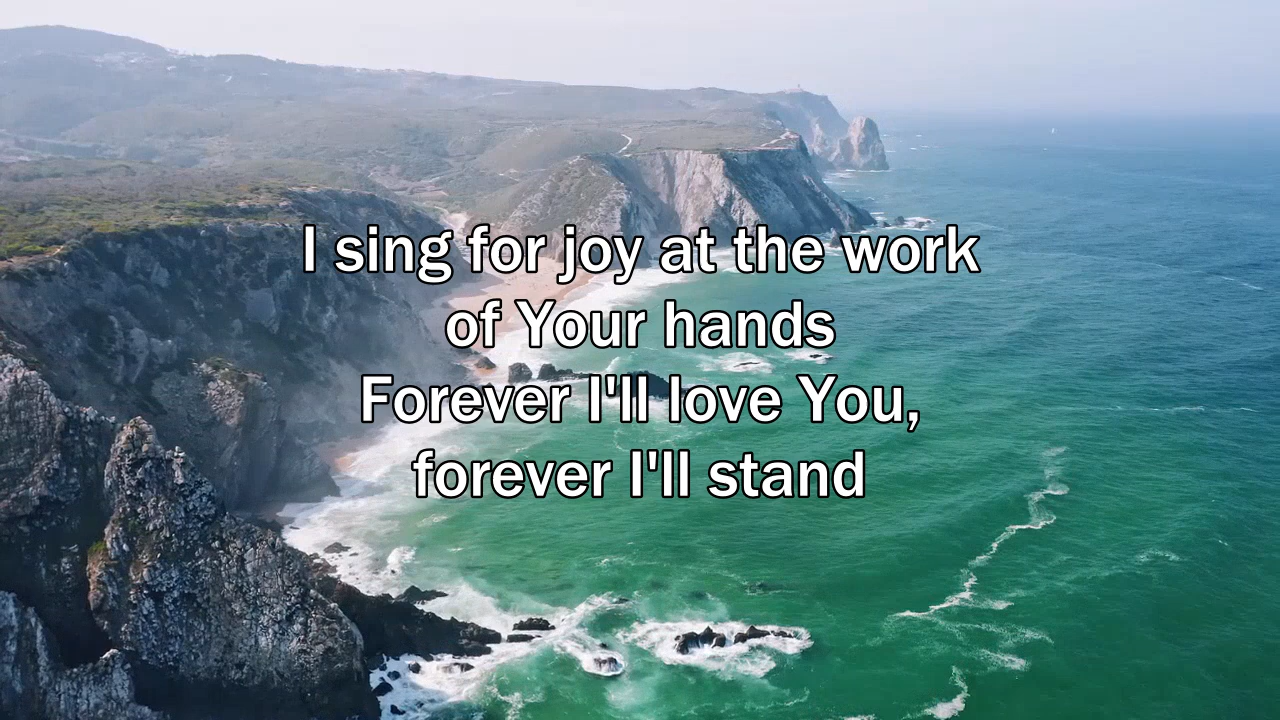 I sing for joy at the work
of Your hands
Forever I'll love You,
forever I'll stand